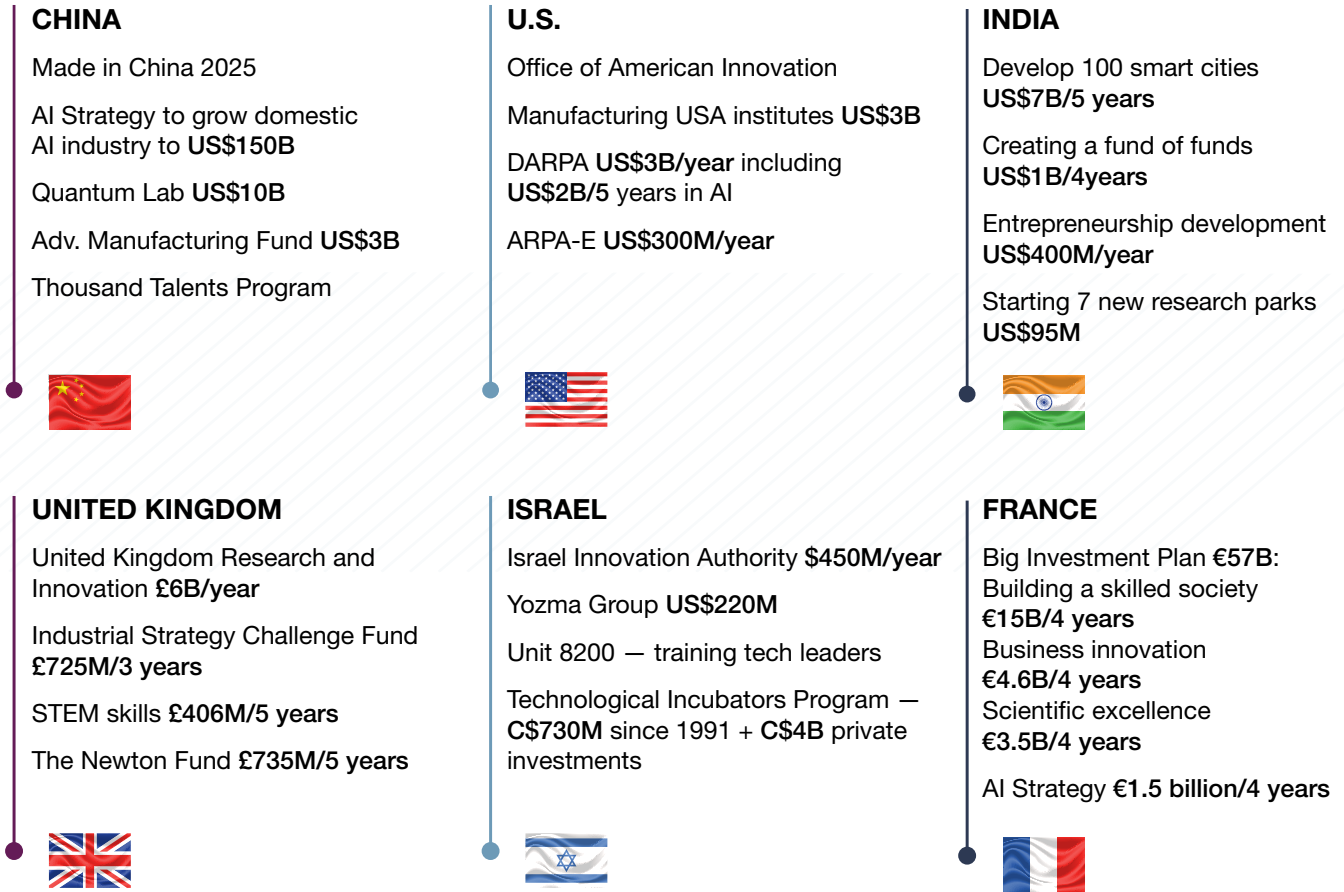 CHINA
Made in China 2025
AI Strategy to grow domestic
AI industry to US$150B
Quantum Lab US$10B
Adv. Manufacturing Fund US$3B
Thousand Talents Program
U.S.
Office of American Innovation
Manufacturing USA institutes US$3B
DARPA US$3B/year including
US$2B/5 years in AI
ARPA-E US$300M/year
INDIA
Develop 100 smart cities
US$7B/5 years
Creating a fund of funds
US$1B/4years
Entrepreneurship development
US$400M/year
Starting 7 new research parks
US$95M
UNITED KINGDOM
United Kingdom Research and
Innovation £6B/year
Industrial Strategy Challenge Fund
£725M/3 years
STEM skills £406M/5 years
The Newton Fund £735M/5 years
ISRAEL
Israel Innovation Authority $450M/year
Yozma Group US$220M
Unit 8200 — training tech leaders
Technological Incubators Program —
C$730M since 1991 + C$4B private
investments
FRANCE
Big Investment Plan €57B:
Building a skilled society
€15B/4 years
Business innovation
€4.6B/4 years
Scientific excellence
€3.5B/4 years
AI Strategy €1.5 billion/4 years